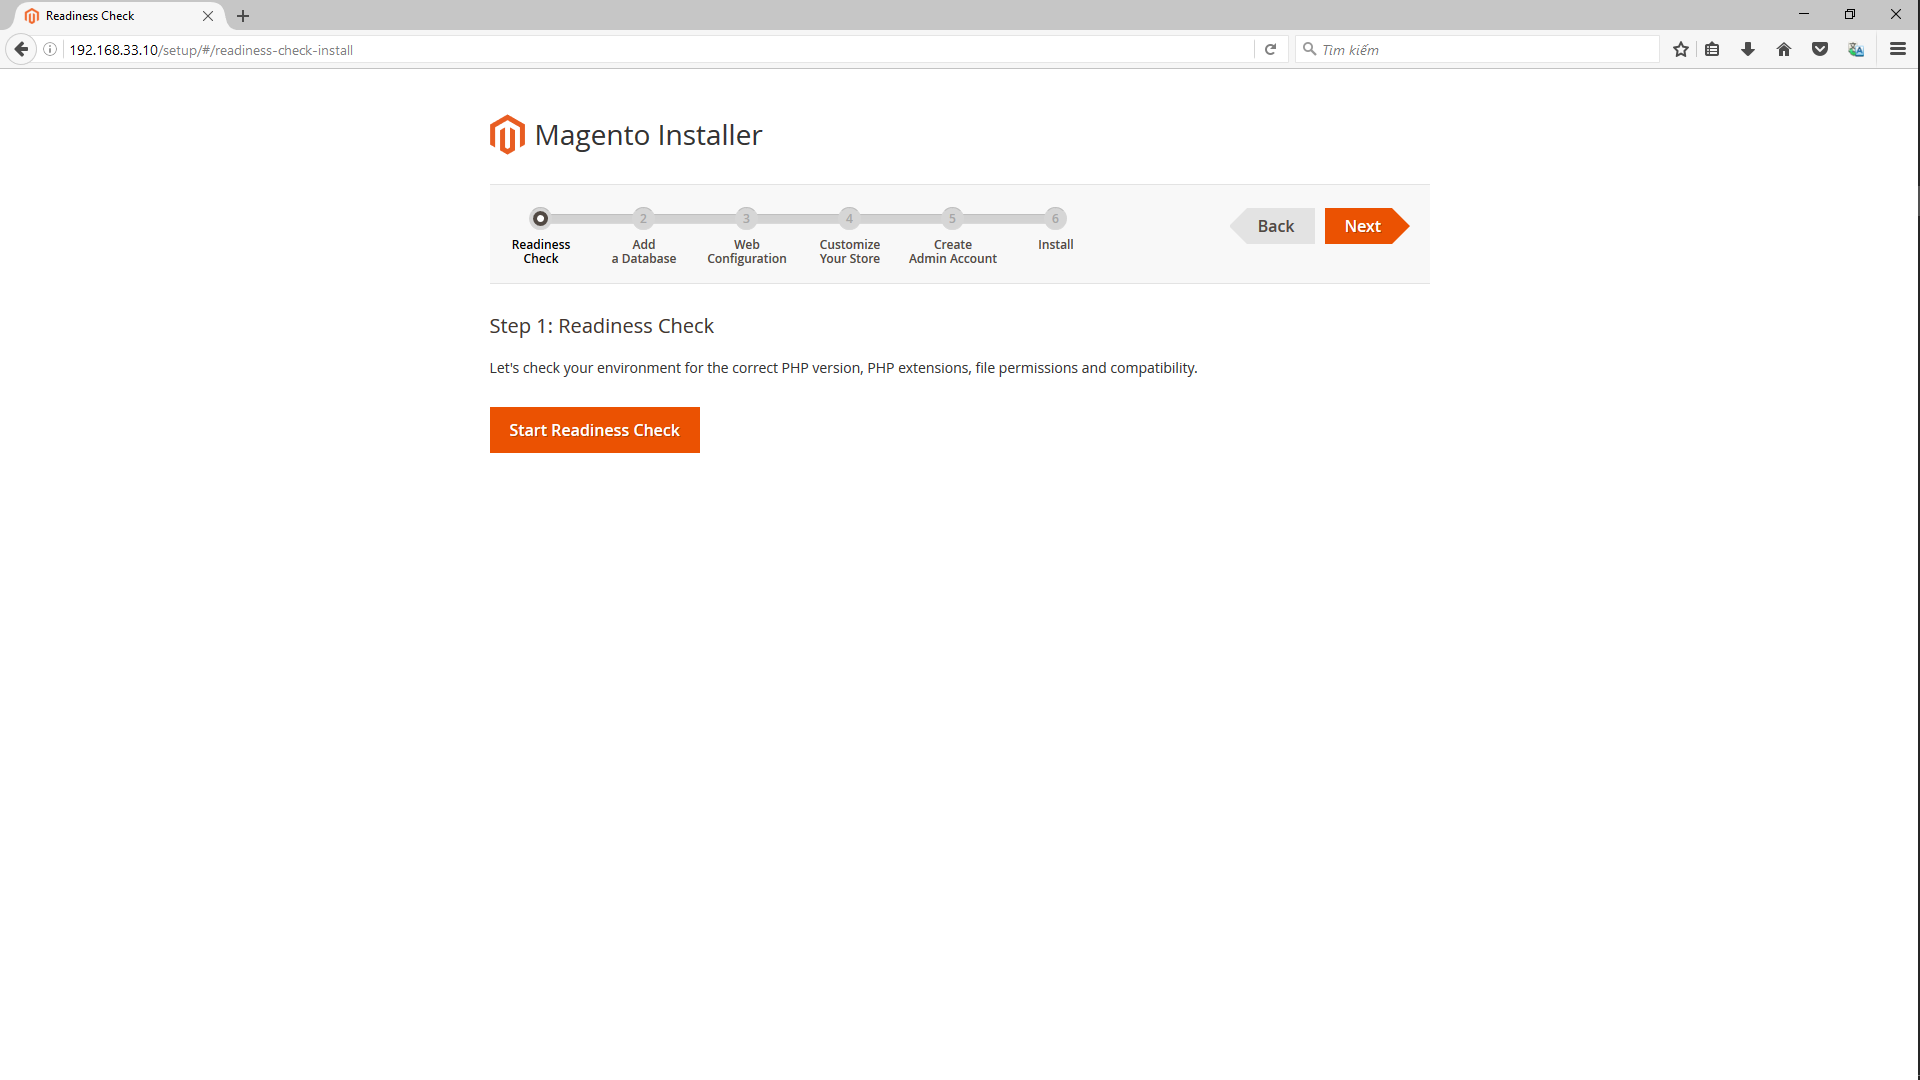 Readiness Check
192.168.33.10/setup/#/readiness-check-install
Tìm kiếm
Magento Installer
2
3
4
5
6
Readiness
Check
Add
a Database
Web
Configuration
Customize
Your Store
Create
Admin Account
Install
Back
Next
Step 1: Readiness Check
Let's check your environment for the correct PHP version, PHP extensions, file permissions and compatibility.
Start Readiness Check